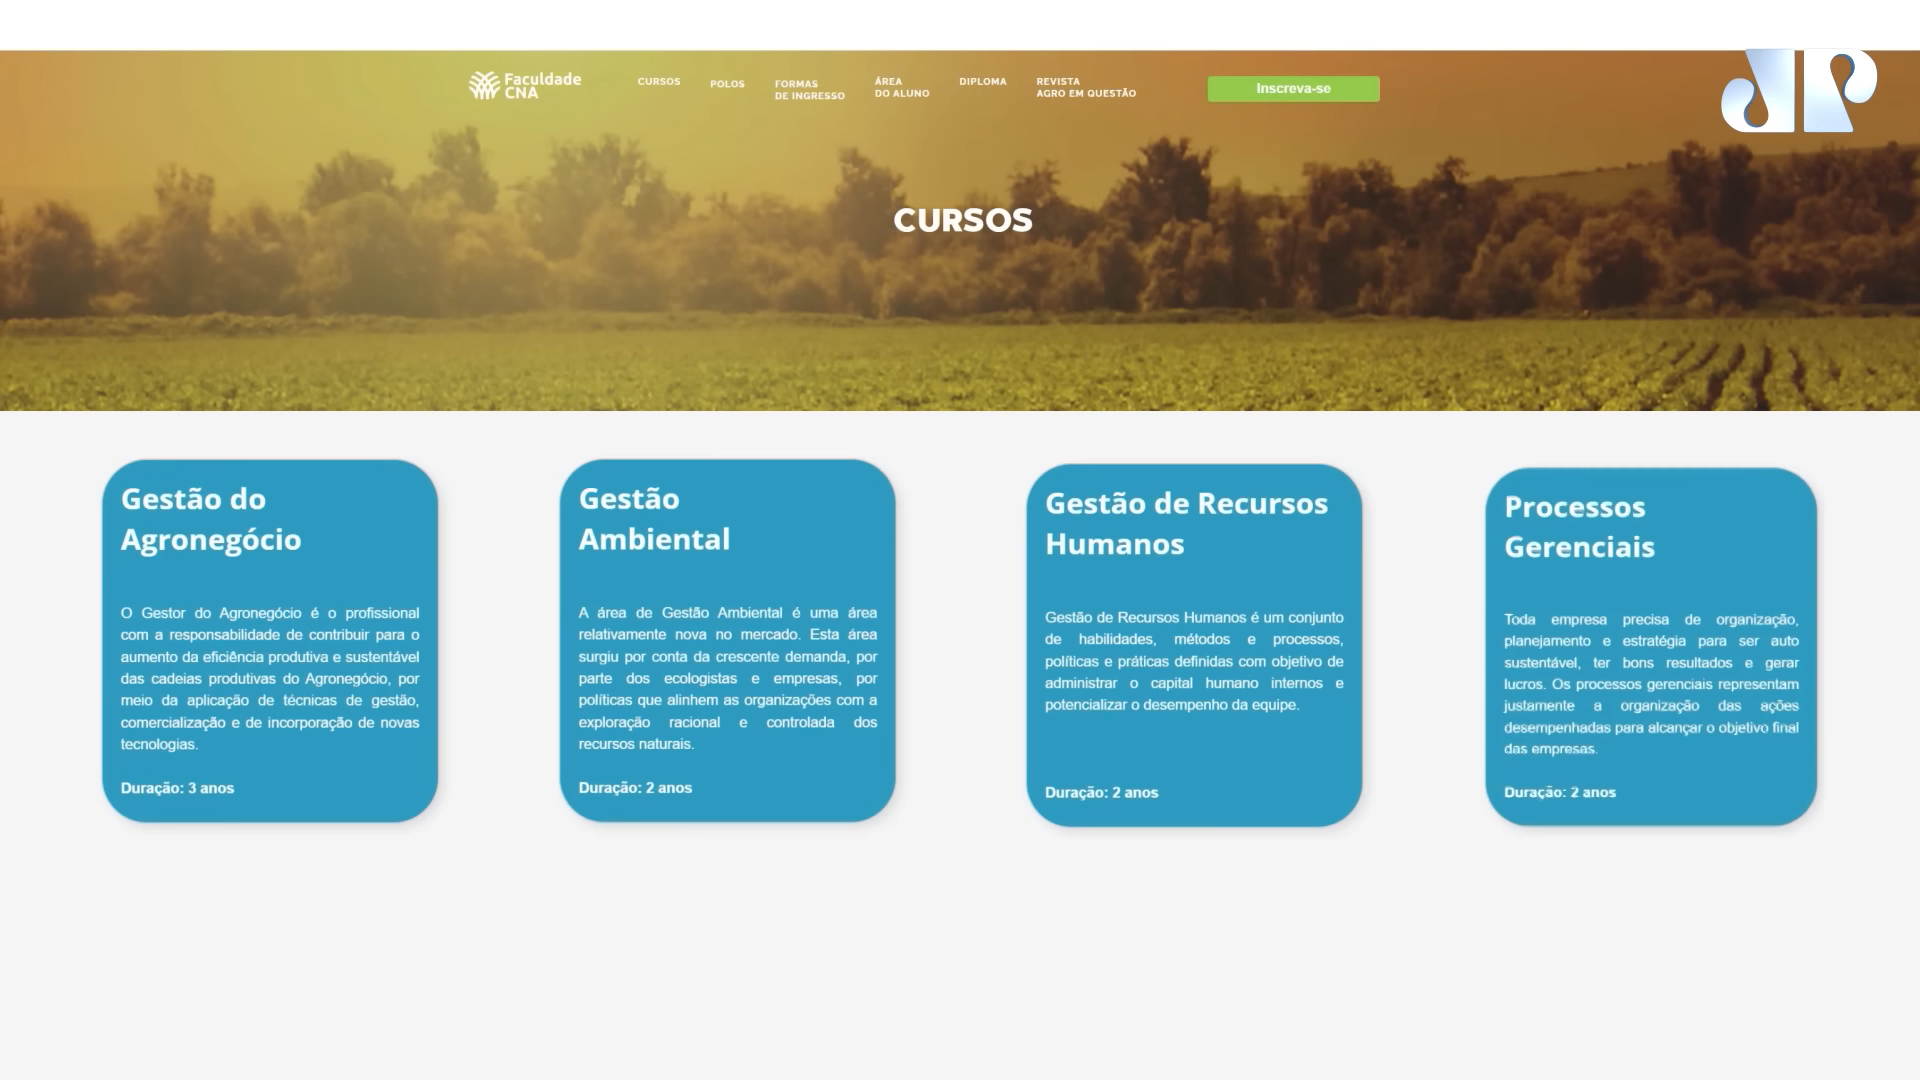 Faculdade
CNA
CURSOS
POLOS
FORMAS
DE INGRESSO
ÁREA
DO ALUNO
DIPLOMA
REVISTA
AGRO EM QUESTÃO
Inscreva-se
JP
CURSOS
Gestão do
Agronegócio
O Gestor do Agronegócio é o profissional
com a responsabilidade de contribuir para o
aumento da eficiência produtiva e sustentável
das cadeias produtivas do Agronegócio, por
meio da aplicação de técnicas de gestão,
comercialização e de incorporação de novas
tecnologias.
Duração: 3 anos
Gestão
Ambiental
A área de Gestão Ambiental é uma área
relativamente nova no mercado. Esta área
surgiu por conta da crescente demanda, por
parte dos ecologistas e empresas, por
políticas que alinhem as organizações com a
exploração racional e controlada dos
recursos naturais.
Duração: 2 anos
Gestão de Recursos
Humanos
Gestão de Recursos Humanos é um conjunto
de habilidades, métodos e processos,
políticas e práticas definidas com objetivo de
administrar o capital humano internos e
potencializar o desempenho da equipe.
Duração: 2 anos
Processos
Gerenciais
Toda empresa precisa de organização,
planejamento e estratégia para ser auto
sustentável, ter bons resultados e gerar
lucros. Os processos gerenciais representam
justamente a organização das ações
desempenhadas para alcançar o objetivo final
das empresas.
Duração: 2 anos